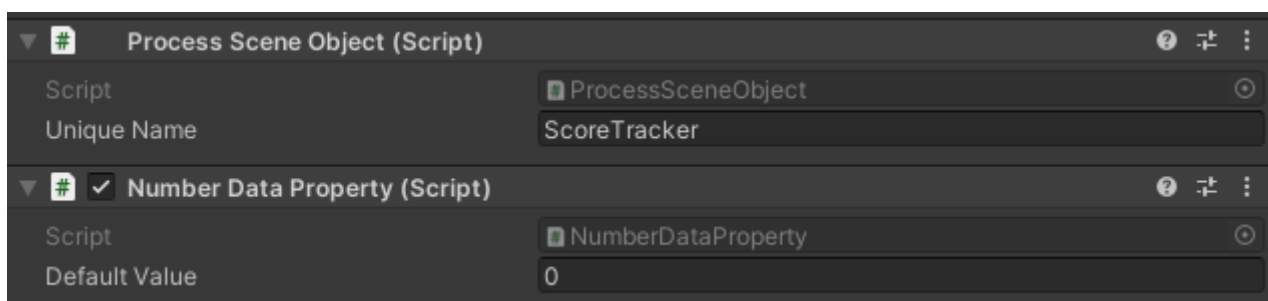 Process Scene Object (Script)
Script ProcessSceneObject
Unique Name ScoreTracker
Number Data Property (Script)
Script NumberDataProperty
Default Value 0